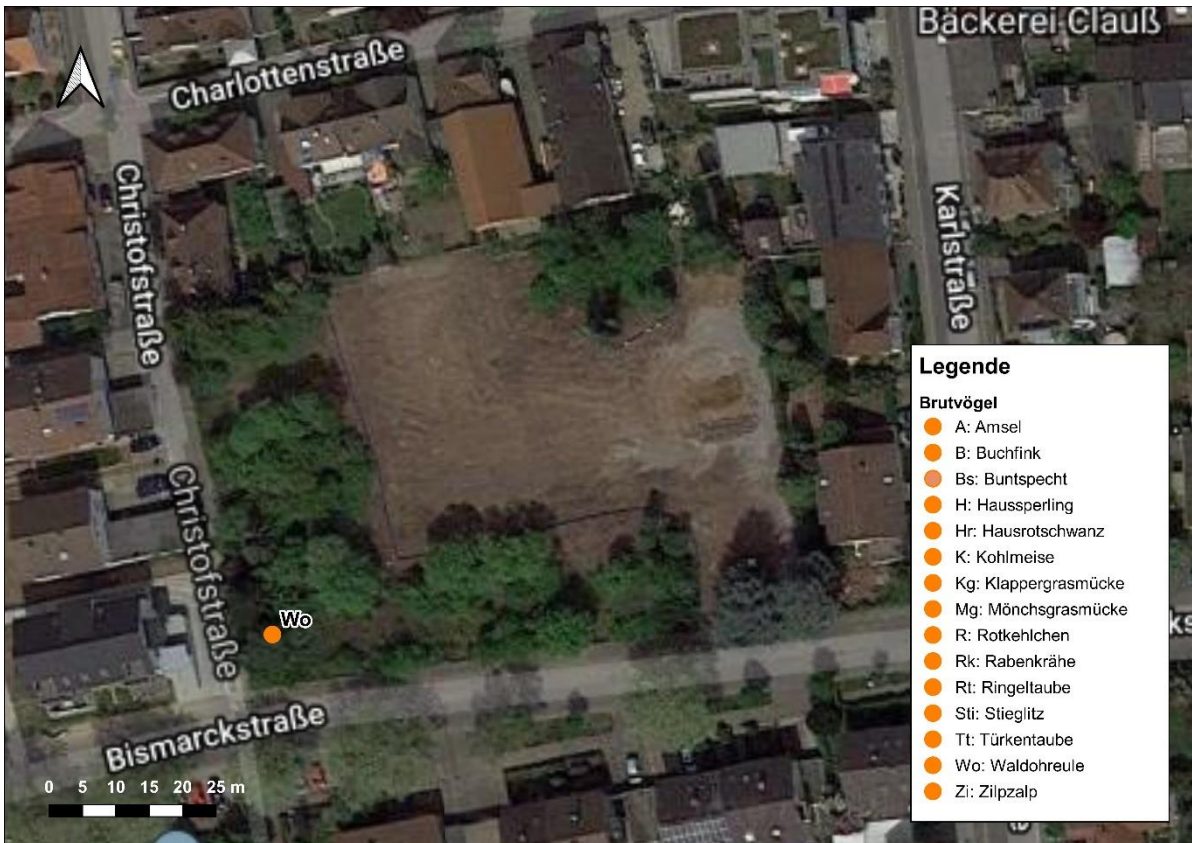 Bäckerei Clauß
Charlottenstraße
Christofstraße
Karlstraße
Christofstraße
Wo
Bismarckstraße
0 5 10 15 20 25 m
Legende
Brutvögel
A: Amsel
B: Buchfink
Bs: Buntspecht
H: Haussperling
Hr: Hausrotschwanz
K: Kohlmeise
Kg: Klappergrasmücke
Mg: Mönchsgrasmücke
R: Rotkehlchen
Rk: Rabenkrähe
Rt: Ringeltaube
Sti: Stieglitz
Tt: Türkentaube
Wo: Waldohreule
Zi: Zilpzalp